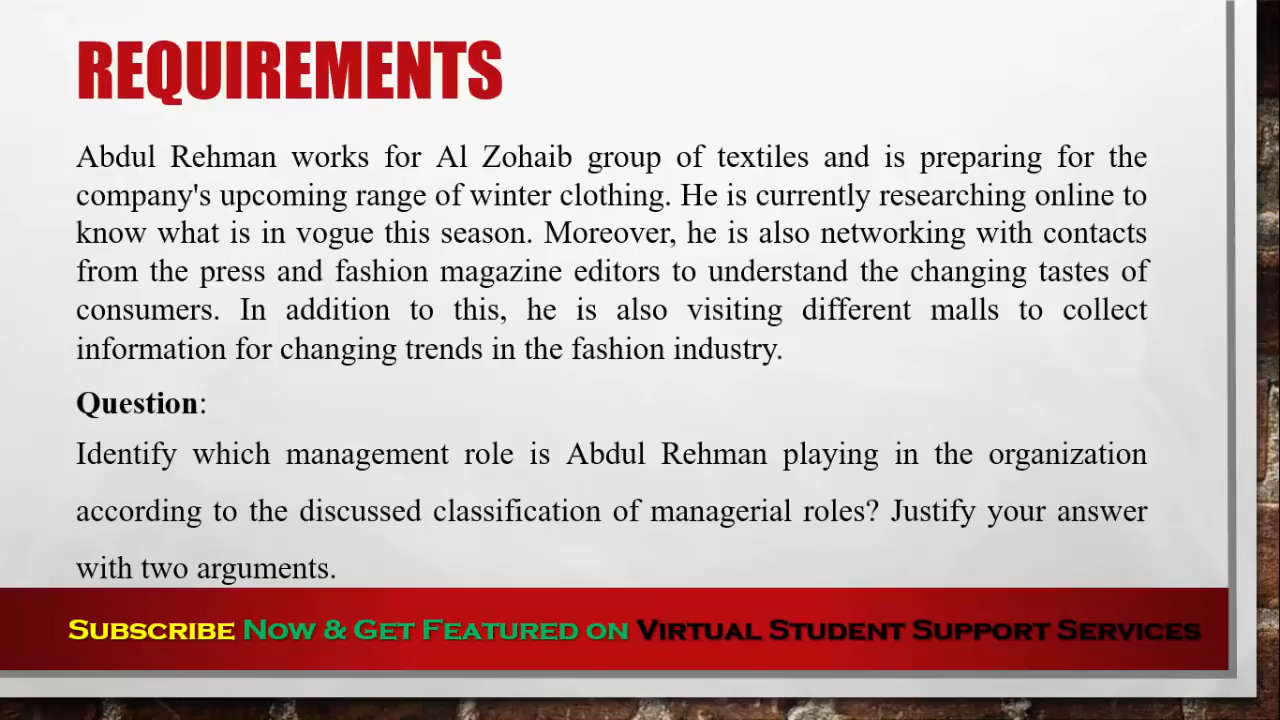 REQUIREMENTS
Abdul Rehman works for Al Zohaib group of textiles and is preparing for the
company's upcoming range of winter clothing. He is currently researching online to
know what is in vogue this season. Moreover, he is also networking with contacts
from the press and fashion magazine editors to understand the changing tastes of
consumers. In addition to this, he is also visiting different malls to collect
information for changing trends in the fashion industry.
Question:
Identify which management role is Abdul Rehman playing in the organization
according to the discussed classification of managerial roles? Justify your answer
with two arguments.
SUBSCRIBE NOW & GET FEATURED ON VIRTUAL STUDENT SUPPORT SERVICES